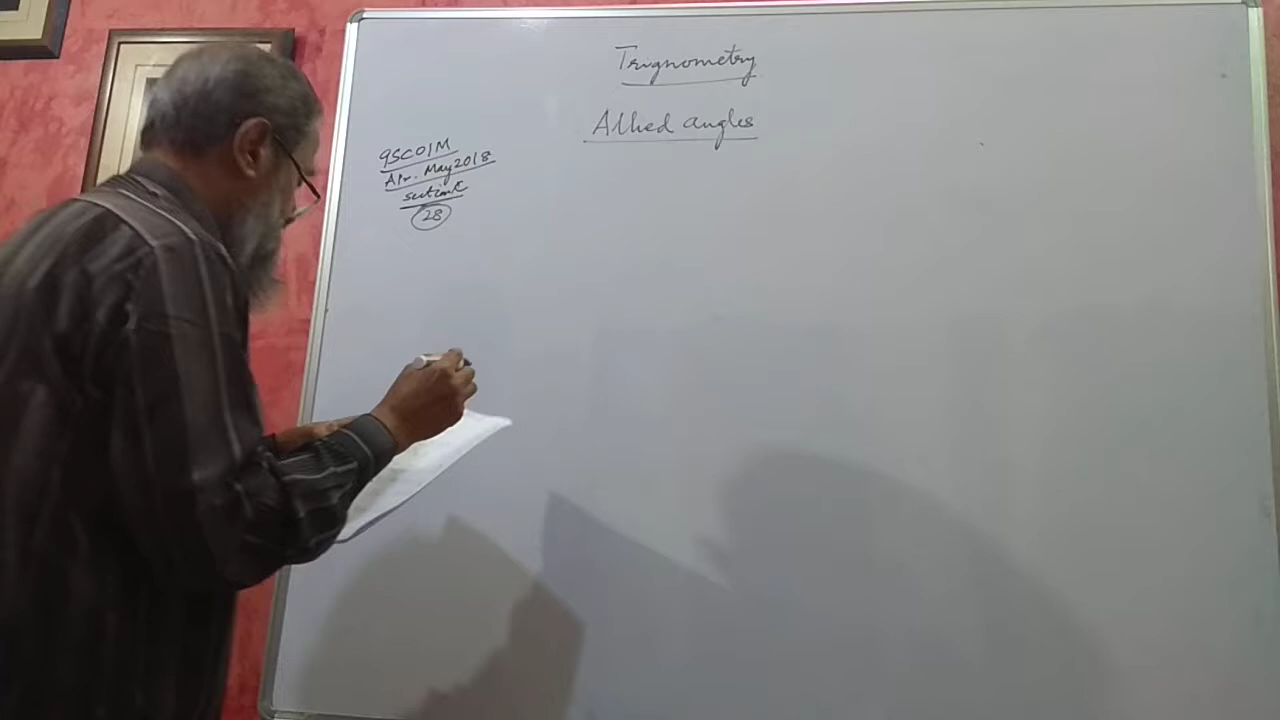 Trignometry
Allied angles
9SC01M
Apr. May 2018
section C
28